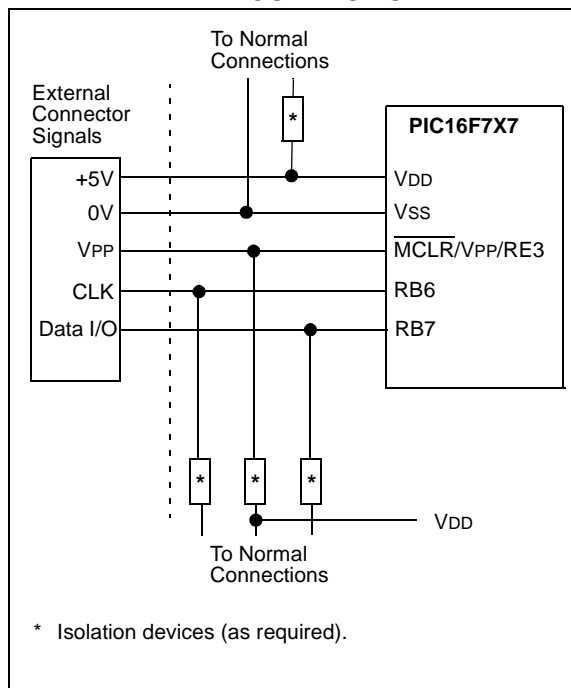 To Normal
Connections
External
Connector
Signals
*
PIC16F7X7
+5V
VDD
0V
VSS
VPP
MCLR/VPP/RE3
CLK
RB6
Data I/O
RB7
* * *
VDD
To Normal
Connections
* Isolation devices (as required).